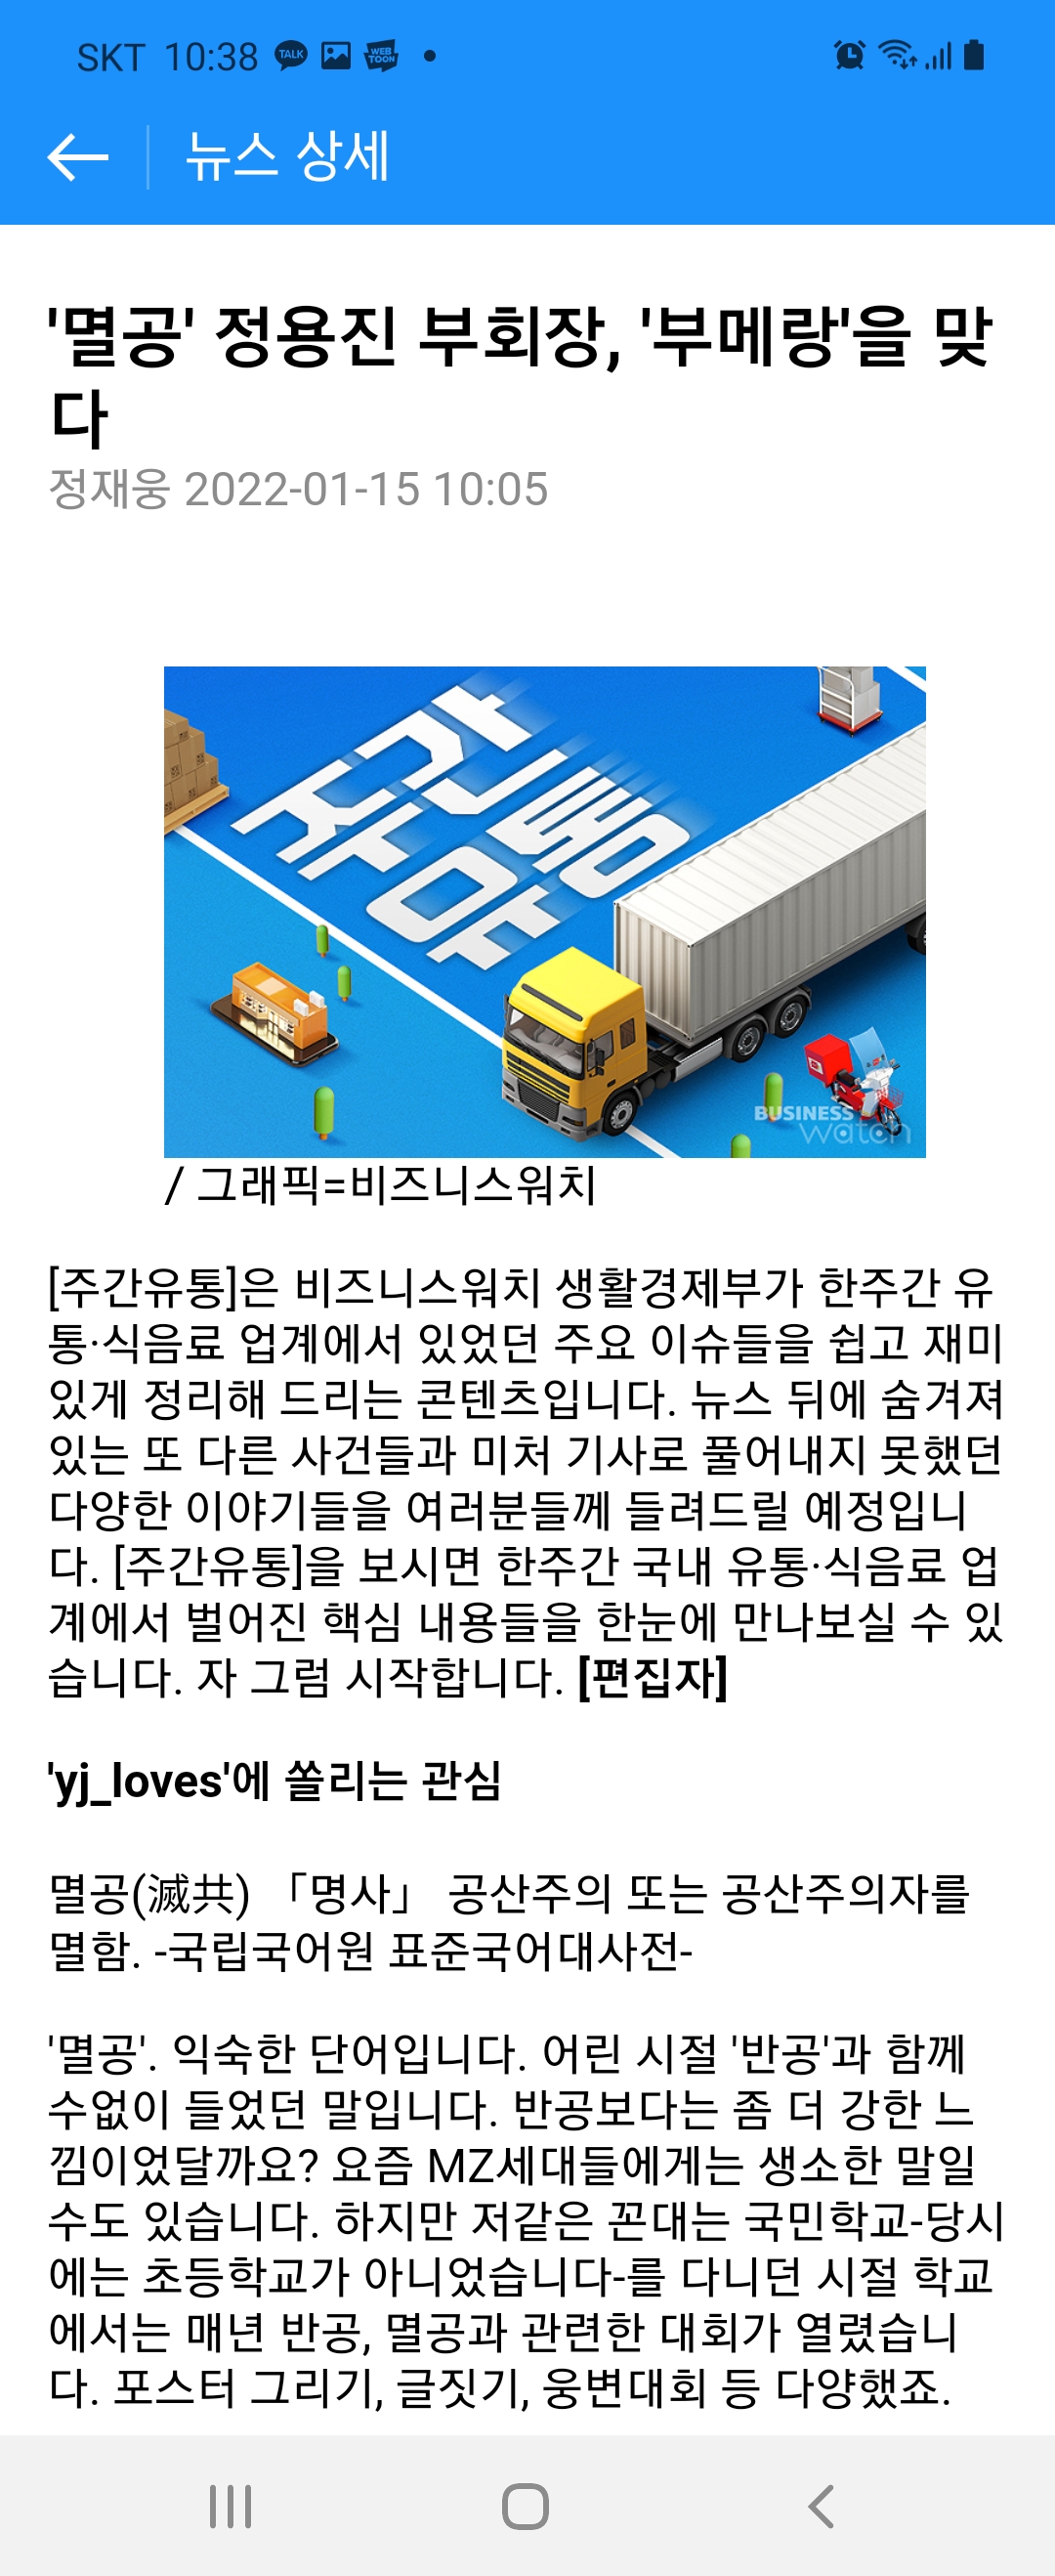 SKT 10:38
TALK
WEB
TOON
뉴스 상세
'멸공' 정용진 부회장, '부메랑'을 맞
다
정재웅 2022-01-15 10:05
주간
유통
BUSINESS
watch
/ 그래픽=비즈니스워치
[주간유통]은 비즈니스워치 생활경제부가 한주간 유
통·식음료 업계에서 있었던 주요 이슈들을 쉽고 재미
있게 정리해 드리는 콘텐츠입니다. 뉴스 뒤에 숨겨져
있는 또 다른 사건들과 미처 기사로 풀어내지 못했던
다양한 이야기들을 여러분들께 들려드릴 예정입니
다. [주간유통]을 보시면 한주간 국내 유통·식음료 업
계에서 벌어진 핵심 내용들을 한눈에 만나보실 수 있
습니다. 자 그럼 시작합니다. [편집자]
'yj_loves'에 쏠리는 관심
멸공(滅共) 「명사」 공산주의 또는 공산주의자를
멸함. -국립국어원 표준국어대사전-
'멸공'. 익숙한 단어입니다. 어린 시절 '반공'과 함께
수없이 들었던 말입니다. 반공보다는 좀 더 강한 느
낌이었달까요? 요즘 MZ세대들에게는 생소한 말일
수도 있습니다. 하지만 저같은 꼰대는 국민학교-당시
에는 초등학교가 아니었습니다-를 다니던 시절 학교
에서는 매년 반공, 멸공과 관련한 대회가 열렸습니
다. 포스터 그리기, 글짓기, 웅변대회 등 다양했죠.